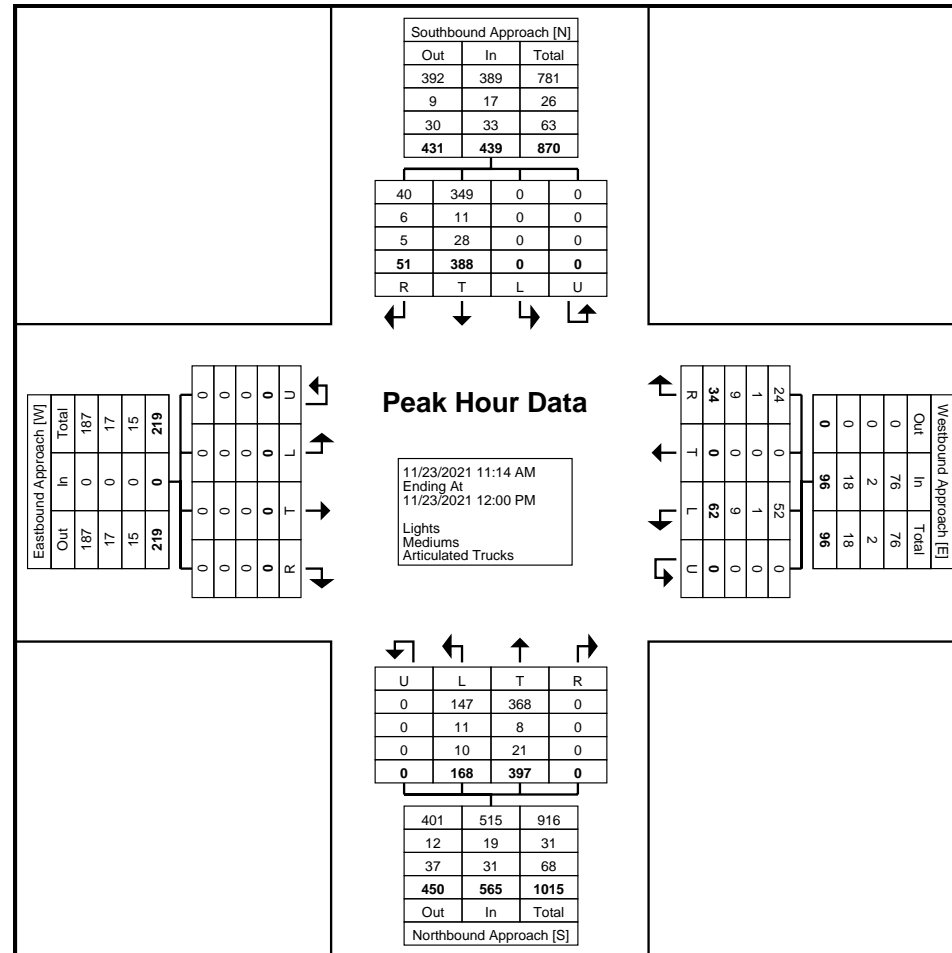 Southbound Approach [N]
Out In Total
392 389 781
9 17 26
30 33 63
431 439 870
40 349 0 0
6 11 0 0
5 28 0 0
51 388 0 0
R T L U
Eastbound Approach [W]
Total 187 17 15 219
In 0 0 0 0
Out 187 17 15 219
0 0 0 0 U
0 0 0 0 L
0 0 0 0 T
0 0 0 0 R
Peak Hour Data
11/23/2021 11:14 AM
Ending At
11/23/2021 12:00 PM
Lights
Mediums
Articulated Trucks
R 34 9 1 24
T 0 0 0 0
L 62 9 1 52
U 0 0 0 0
Westbound Approach [E]
Out In Total
0 76 76
0 2 2
0 18 18
0 96 96
U L T R
0 147 368 0
0 11 8 0
0 10 21 0
0 168 397 0
401 515 916
12 19 31
37 31 68
450 565 1015
Out In Total
Northbound Approach [S]